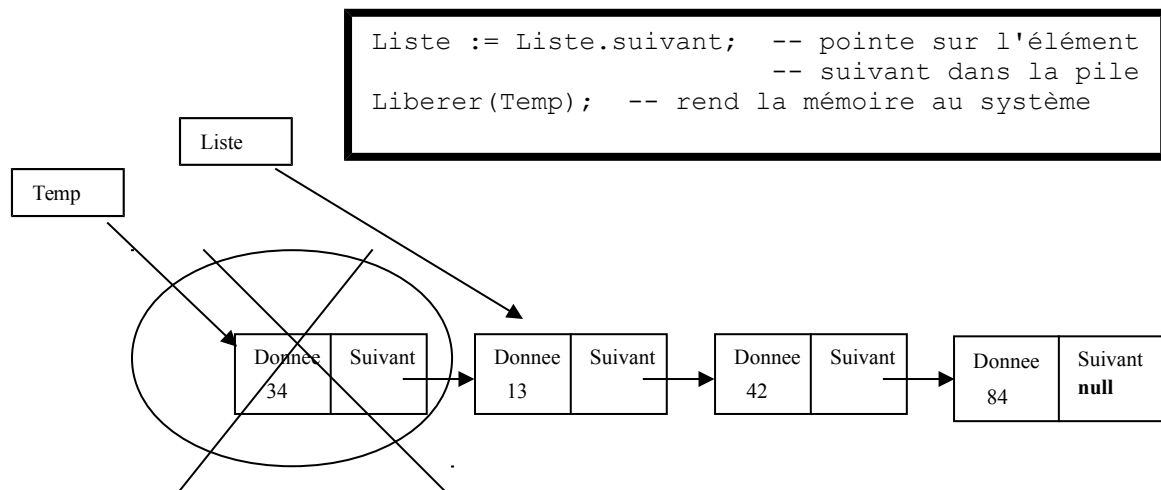 Liste := Liste.suivant;  -- pointe sur l'élément
-- suivant dans la pile
Liberer(Temp);  -- rend la mémoire au système
Liste
Temp
Donnee Suivant
34
Donnee Suivant
13
Donnee Suivant
42
Donnee Suivant
84 null